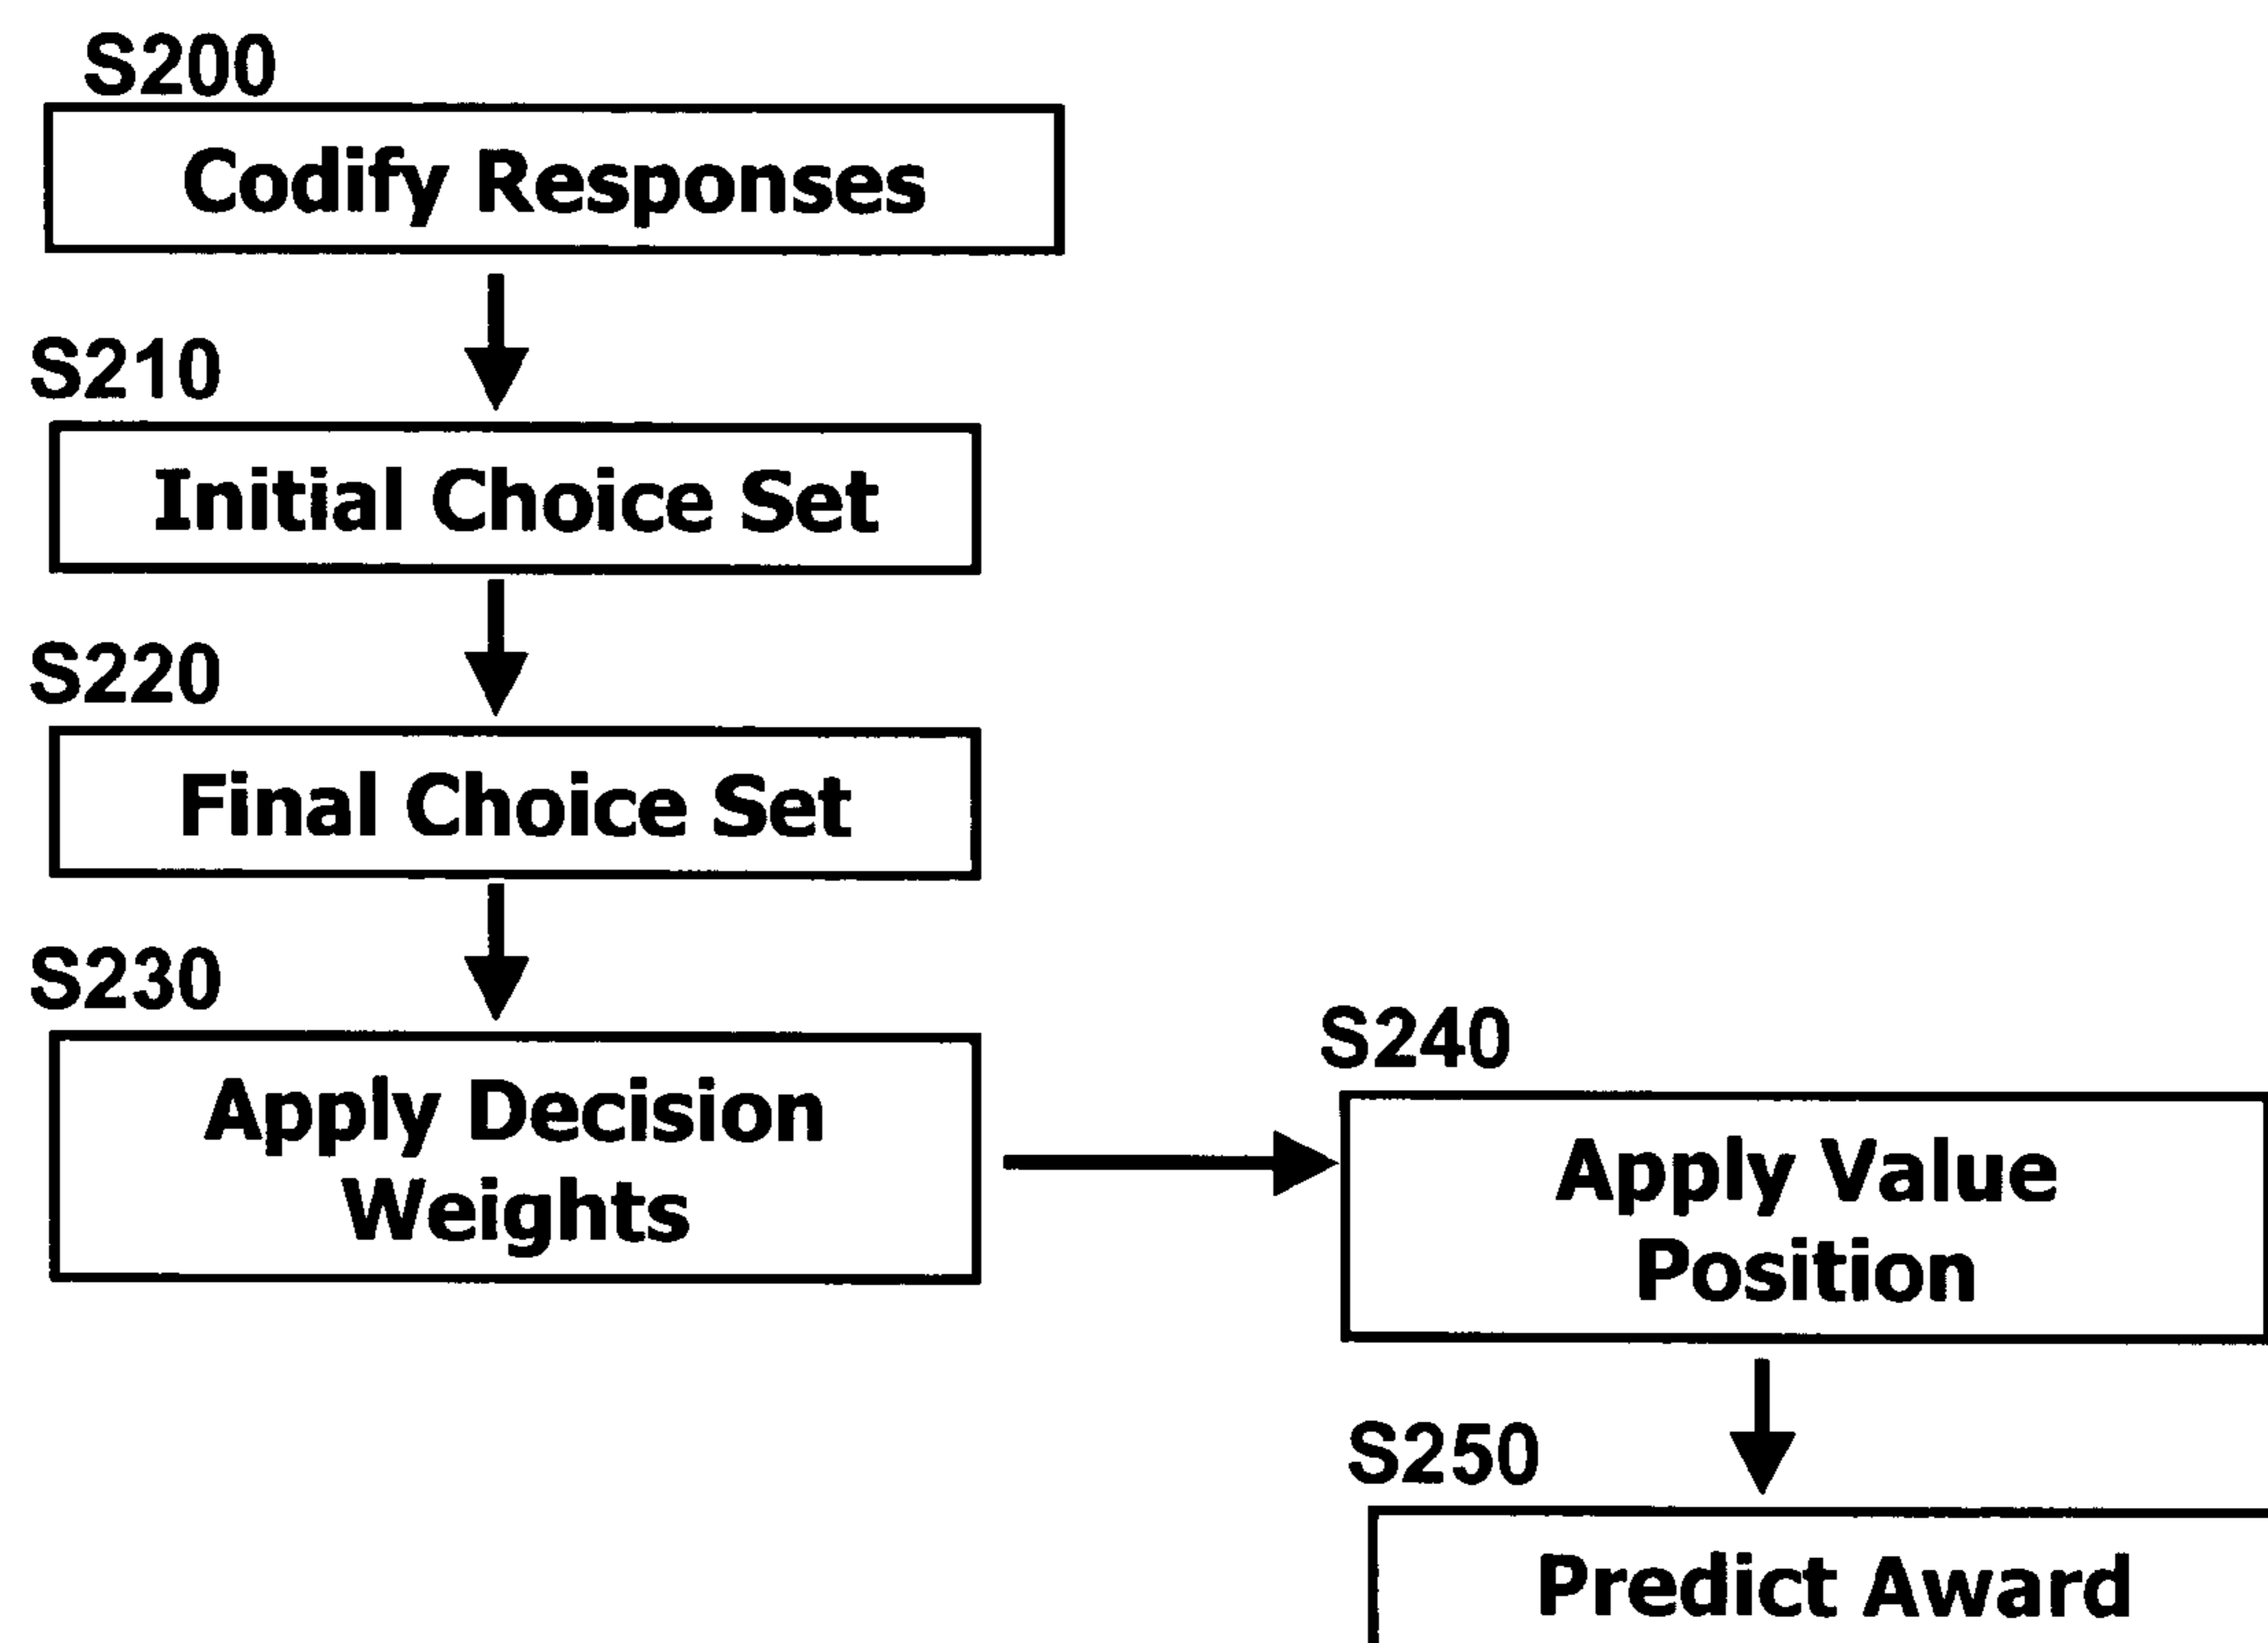 S200
Codify Responses
S210
Initial Choice Set
S220
Final Choice Set
S230
Apply Decision
Weights
S240
Apply Value
Position
S250
Predict Award